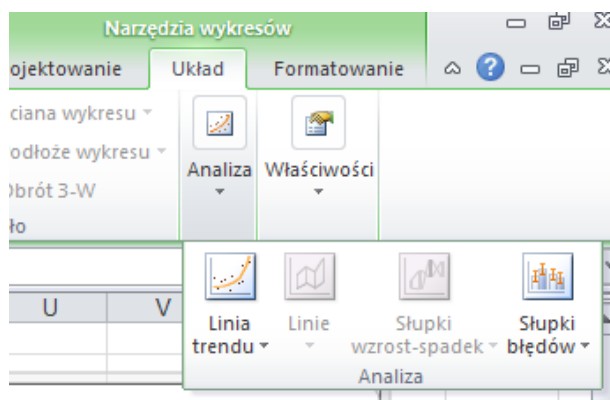 Narzędzia wykresów
ojektowanie Układ Formatowanie
ciana wykresu
odłoże wykresu
Obrót 3-W
ło
Analiza Właściwości
U V
Linia trendu
Linie
Słupki wzrost-spadek
Słupki błędów
Analiza